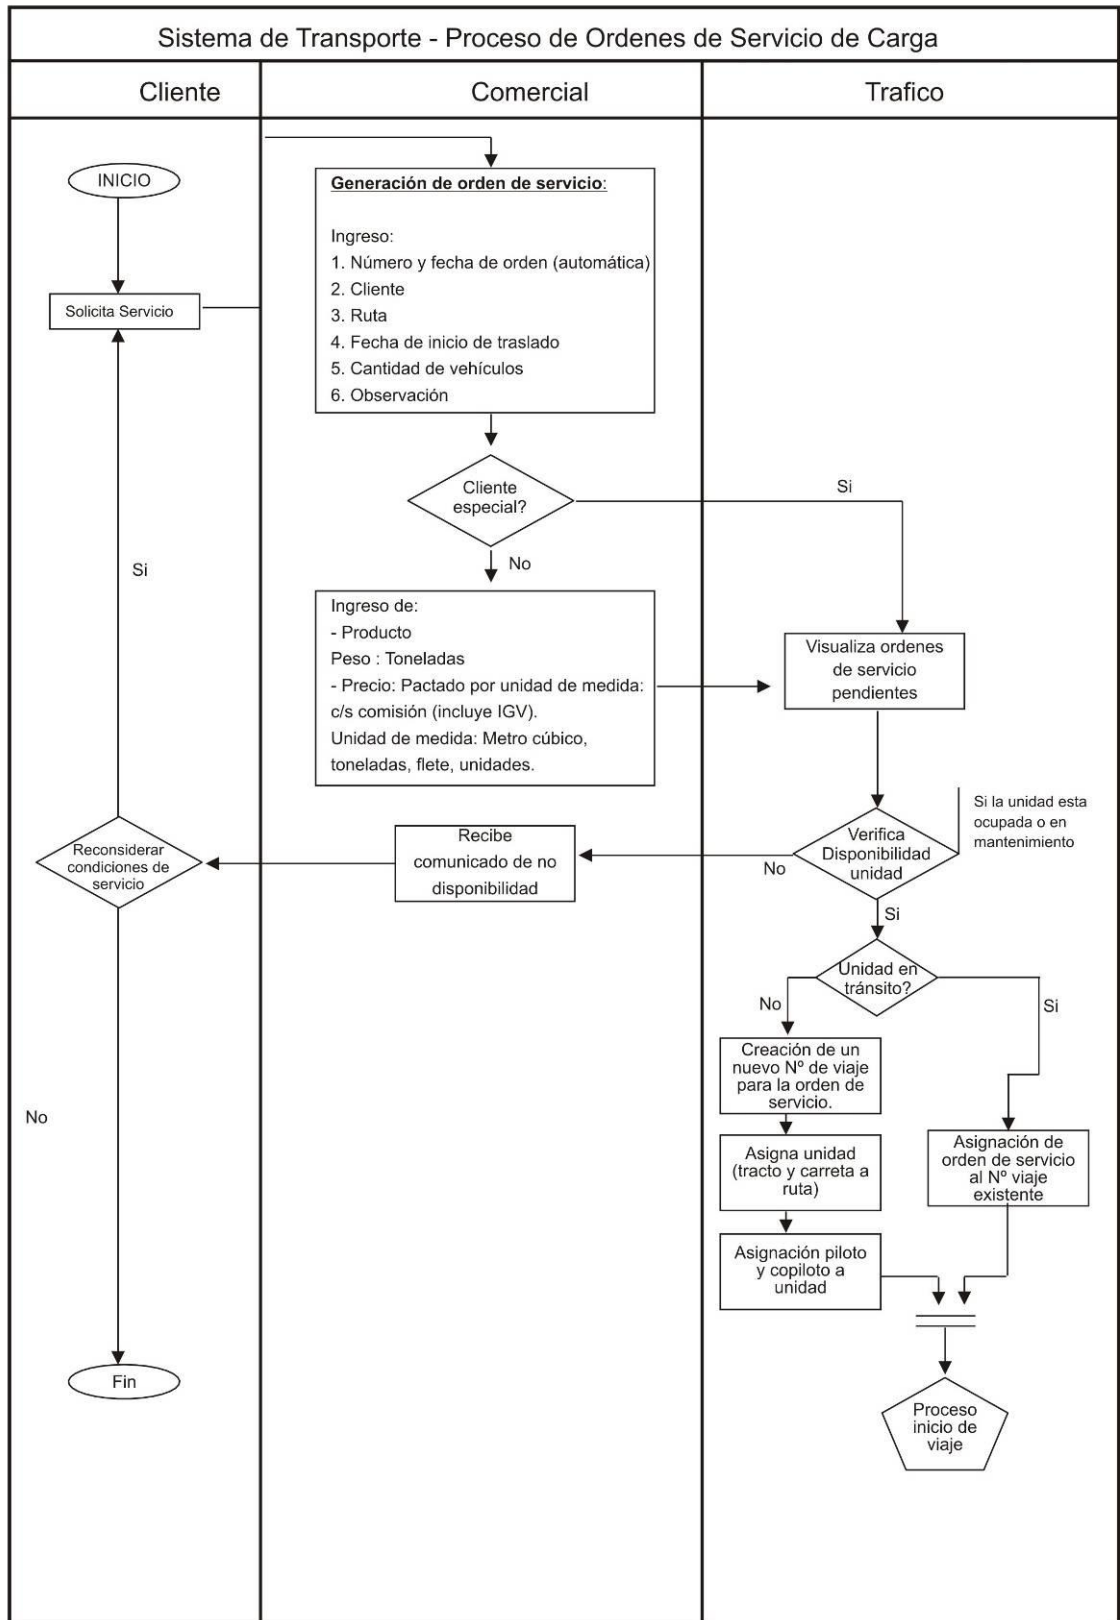 Sistema de Transporte - Proceso de Ordenes de Servicio de Carga
Cliente
Comercial
Trafico
INICIO
Solicita Servicio
Generación de orden de servicio:
Ingreso:
1. Número y fecha de orden (automática)
2. Cliente
3. Ruta
4. Fecha de inicio de traslado
5. Cantidad de vehículos
6. Observación
Cliente
especial?
Si
No
Ingreso de:
- Producto
Peso : Toneladas
- Precio: Pactado por unidad de medida:
c/s comisión (incluye IGV).
Unidad de medida: Metro cúbico,
toneladas, flete, unidades.
Visualiza ordenes
de servicio
pendientes
Verifica
Disponibilidad
unidad
Si la unidad esta
ocupada o en
mantenimiento
No
Recibe
comunicado de no
disponibilidad
Reconsiderar
condiciones de
servicio
Si
No
Fin
Si
Unidad en
tránsito?
No
Si
Creación de un
nuevo Nº de viaje
para la orden de
servicio.
Asigna unidad
(tracto y carreta a
ruta)
Asignación piloto
y copiloto a
unidad
Asignación de
orden de servicio
al Nº viaje
existente
Proceso
inicio de
viaje